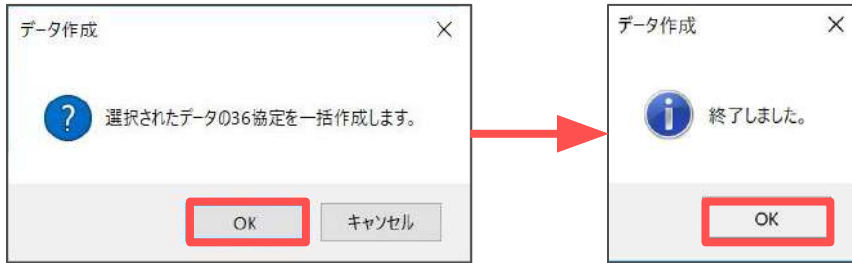 データ作成
選択されたデータの36協定を一括作成します。
OK
キャンセル
データ作成
終了しました。
OK